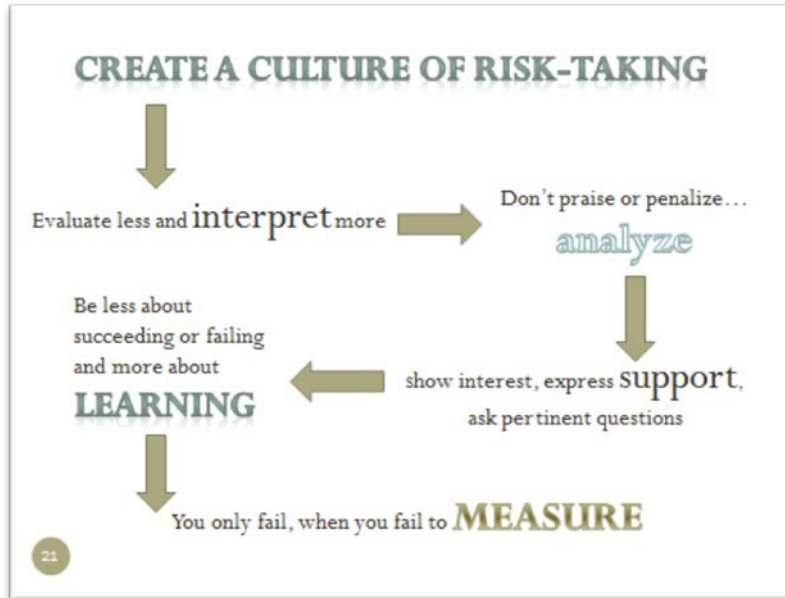 CREATE A CULTURE OF RISK-TAKING
Evaluate less and interpret more
Don't praise or penalize…
analyze
show interest, express support,
ask pertinent questions
Be less about
succeeding or failing
and more about
LEARNING
You only fail, when you fail to MEASURE
21